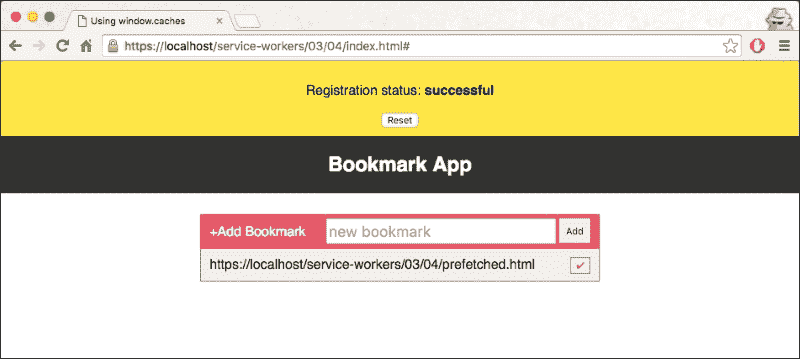 Using window.caches
https://localhost/service-workers/03/04/index.html#
Registration status: successful
Reset
Bookmark App
+Add Bookmark new bookmark Add
https://localhost/service-workers/03/04/prefetched.html